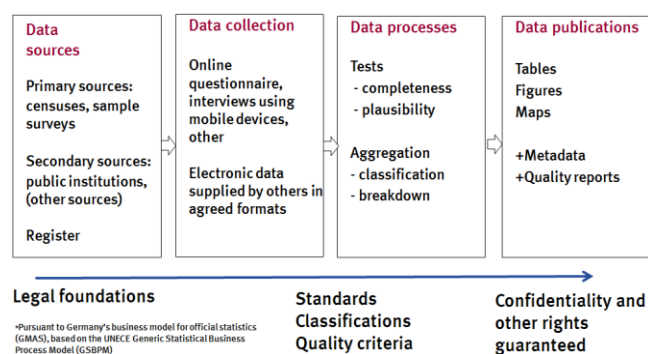 Data
sources
Primary sources:
censuses, sample
surveys
Secondary sources:
public institutions,
(other sources)
Register
Data collection
Online
questionnaire,
interviews using
mobile devices,
other
Electronic data
supplied by others in
agreed formats
Data processes
Tests
- completeness
- plausibility
Aggregation
- classification
- breakdown
Data publications
Tables
Figures
Maps
+Metadata
+Quality reports
Legal foundations
*Pursuant to Germany's business model for official statistics
(GMAS), based on the UNECE Generic Statistical Business
Process Model (GSBPM)
Standards
Classifications
Quality criteria
Confidentiality and
other rights
guaranteed